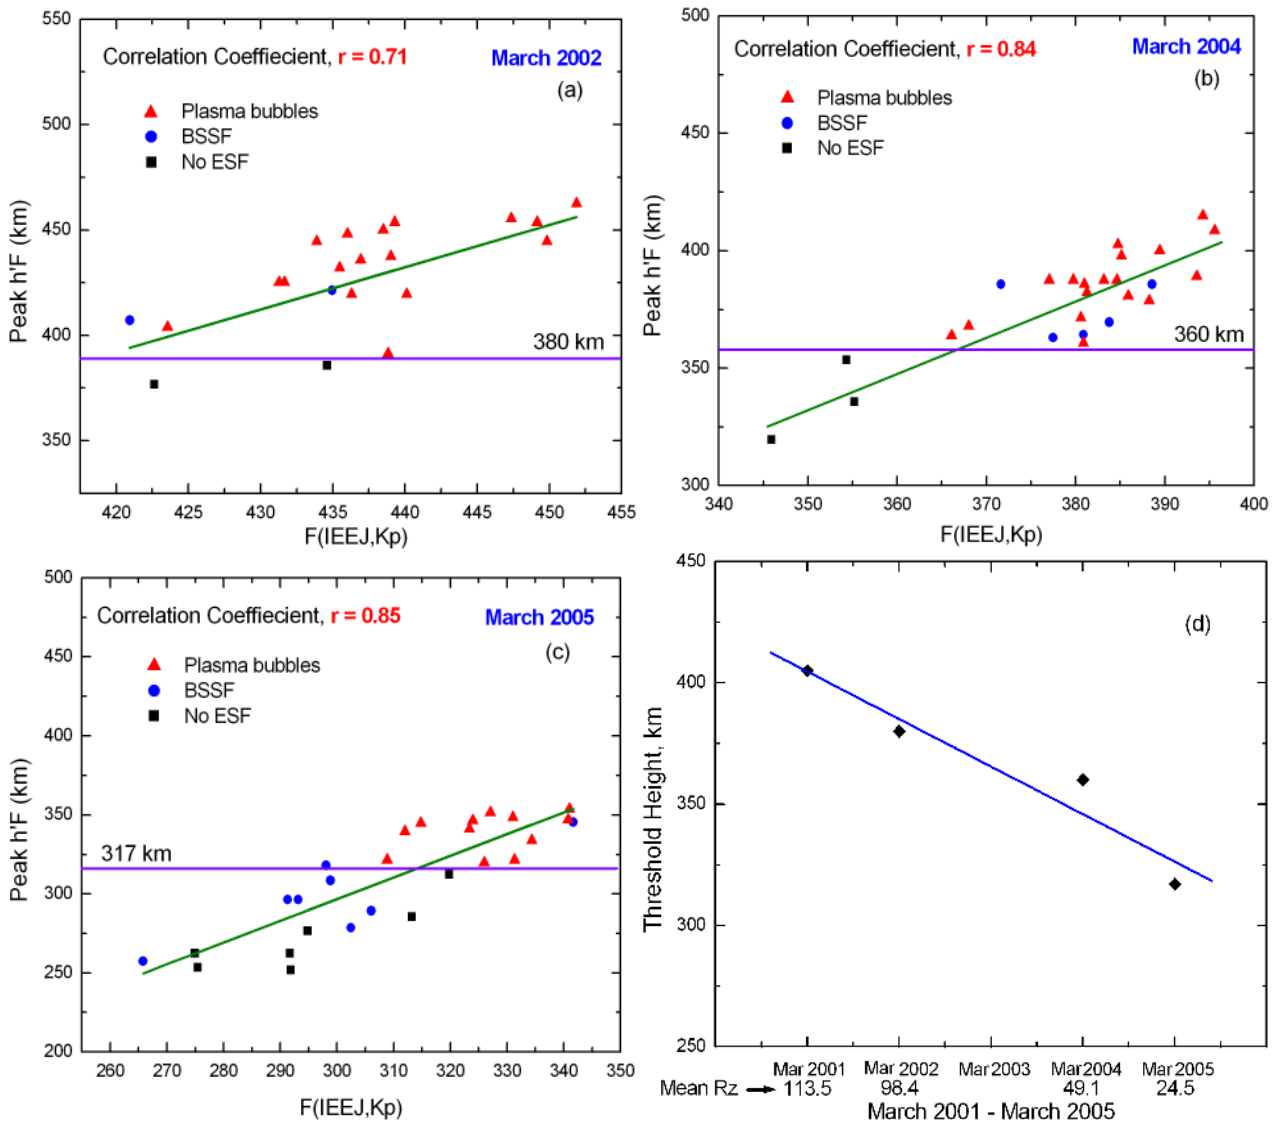 Correlation Coeffiecient, r = 0.71 March 2002
(a)
Plasma bubbles
BSSF
No ESF
380 km
Peak h'F (km)
550
500
450
400
350
420 425 430 435 440 445 450 455
F(IEEJ,Kp)
Correlation Coeffiecient, r = 0.84 March 2004
(b)
Plasma bubbles
BSSF
No ESF
360 km
Peak h'F (km)
500
450
400
350
300
340 350 360 370 380 390 400
F(IEEJ,Kp)
Correlation Coeffiecient, r = 0.85 March 2005
(c)
Plasma bubbles
BSSF
No ESF
317 km
Peak h'F (km)
500
450
400
350
300
250
200
260 270 280 290 300 310 320 330 340 350
F(IEEJ,Kp)
(d)
Threshold Height, km
450
400
350
300
250
Mar 2001 Mar 2002 Mar 2003 Mar 2004 Mar 2005
Mean Rz 113.5 98.4 49.1 24.5
March 2001 - March 2005